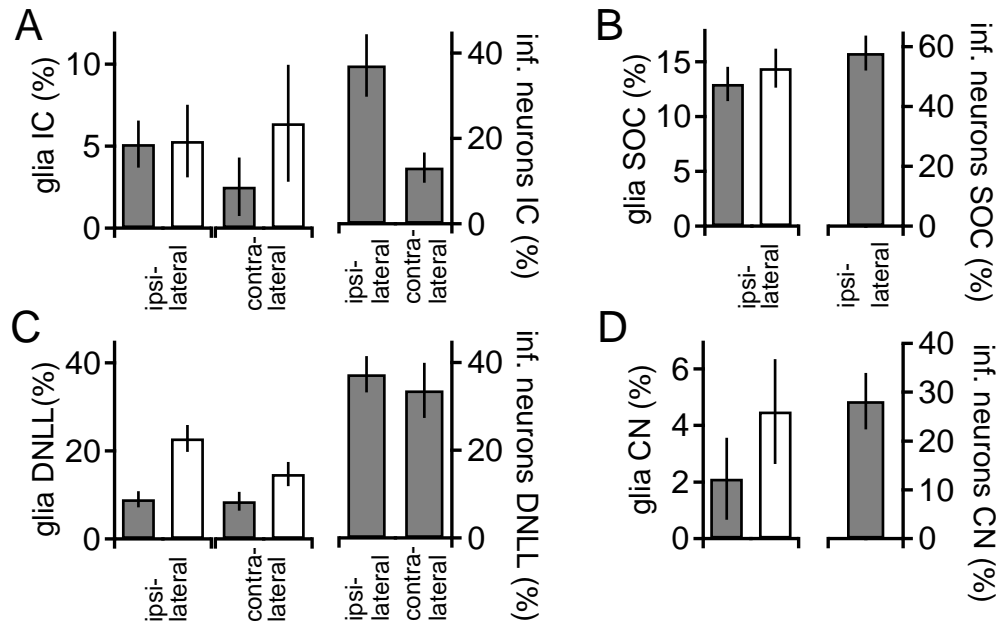 A
glia IC (%)
10
5
0
40
20
0
inf. neurons IC (%)
ipsi-
lateral
contra-
lateral
ipsi-
lateral
contra-
lateral
B
glia SOC (%)
15
10
5
0
60
40
20
0
inf. neurons SOC (%)
ipsi-
lateral
ipsi-
lateral
C
glia DNLL(%)
40
20
0
40
20
0
inf. neurons DNLL (%)
ipsi-
lateral
contra-
lateral
ipsi-
lateral
contra-
lateral
D
glia CN (%)
6
4
2
0
40
30
20
10
0
inf. neurons CN (%)